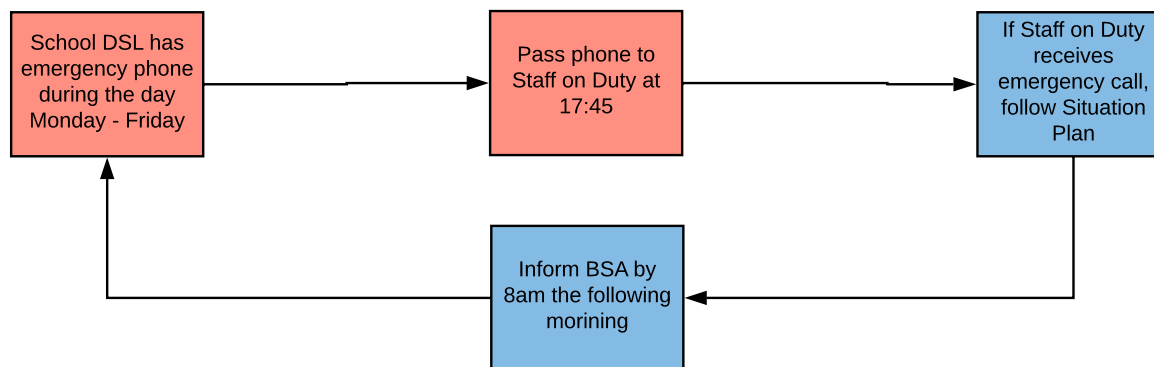 School DSL has
emergency phone
during the day
Monday - Friday
Pass phone to
Staff on Duty at
17:45
If Staff on Duty
receives
emergency call,
follow Situation
Plan
Inform BSA by
8am the following
morining